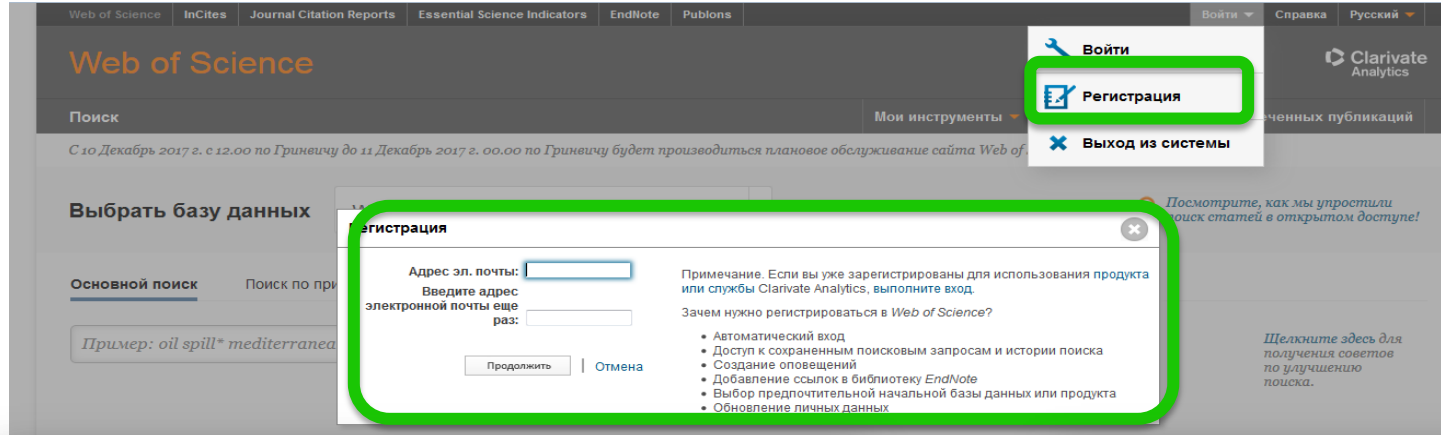 Web of Science InCites Journal Citation Reports Essential Science Indicators EndNote Publons Войти Справка Русский
Web of Science
Войти
Clarivate
Analytics
Регистрация
Поиск Мои инструменты ченных публикаций
Выход из системы
С 10 Декабрь 2017 г. с 12.00 по Гринвичу до 11 Декабрь 2017 г. 00.00 по Гринвичу будет производиться плановое обслуживание сайта Web of
Выбрать базу данных
Посмотрите, как мы упростили
поиск статей в открытом доступе!
Регистрация
Адрес эл. почты:
Введите адрес
электронной почты еще
раз:
Продолжить | Отмена
Примечание. Если вы уже зарегистрированы для использования продукта
или службы Clarivate Analytics, выполните вход.
Зачем нужно регистрироваться в Web of Science?
• Автоматический вход
• Доступ к сохраненным поисковым запросам и истории поиска
• Создание оповещений
• Добавление ссылок в библиотеку EndNote
• Выбор предпочтительной начальной базы данных или продукта
• Обновление личных данных
Основной поиск Поиск по при
Пример: oil spill* mediterranea
Щелкните здесь для
получения советов
по улучшению
поиска.